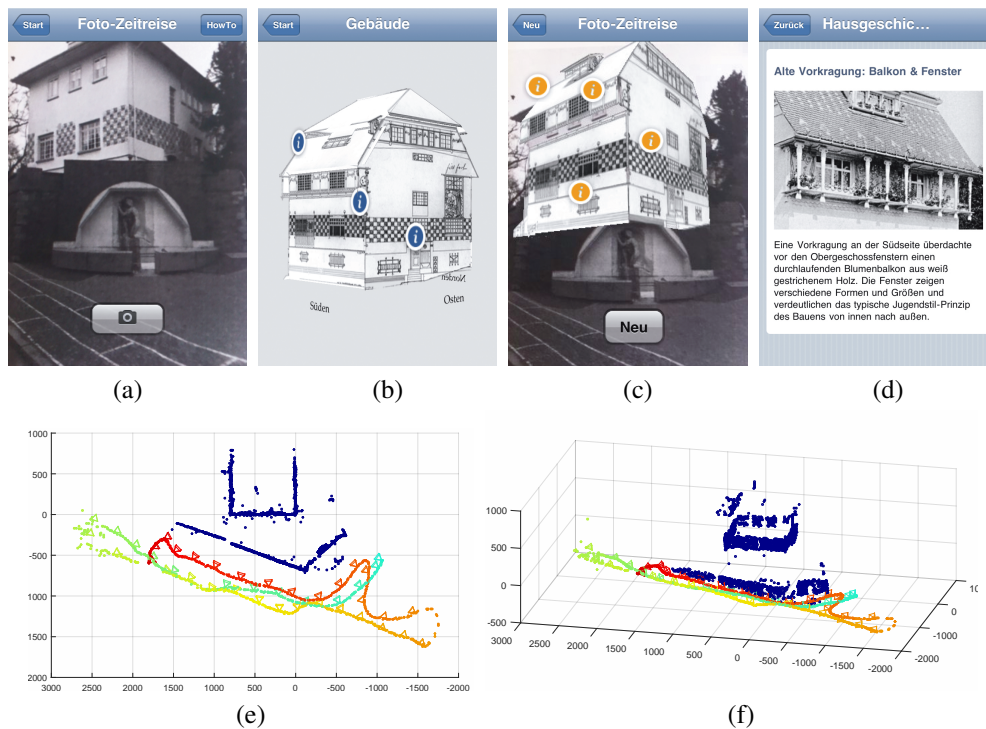 Start Foto-Zeitreise HowTo
Start Gebäude
Neu Foto-Zeitreise
Zurück Hausgeschic...
Alte Vorkragung: Balkon & Fenster
Eine Vorkragung an der Südseite überdachte
vor den Obergeschossfenstern einen
durchlaufenden Blumenbalkon aus weiß
gestrichenem Holz. Die Fenster zeigen
verschiedene Formen und Größen und
verdeutlichen das typische Jugendstil-Prinzip
des Bauens von innen nach außen.
i
i
i
Norden
Süden
Osten
i
i
i
i
Neu
(a) (b) (c) (d)
1000
500
0
-500
1000
1500
2000
3000 2500 2000 1500 1000 500 0 -500 -1000 -1500 -2000
1000
500
0
-500
3000 2500 2000 1500 1000 500 0 -500 -1000 -1500 -2000
0
-1000
-2000
(e) (f)